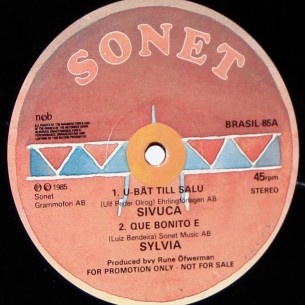 SONET
ncb
BRASIL-85A
45rpm
STEREO
Ⓟ © 1985
Sonet
Grammofon AB
1. U-BÅT TILL SALU
(Ulf Peder Olrog) Ehrlingförlagen AB
SIVUCA
2. QUE BONITO E
(Luiz Bendeira) Sonet Music AB
SYLVIA
Produced bvy Rune Öfwerman
FOR PROMOTION ONLY - NOT FOR SALE